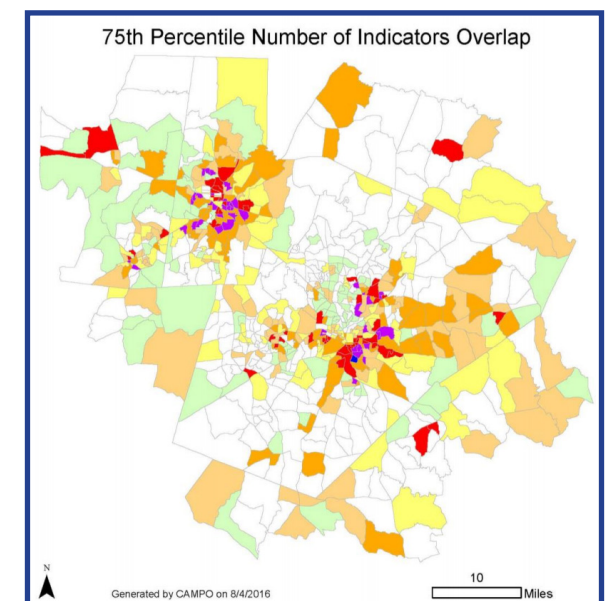 75th Percentile Number of Indicators Overlap
N
Generated by CAMPO on 8/4/2016
10
Miles